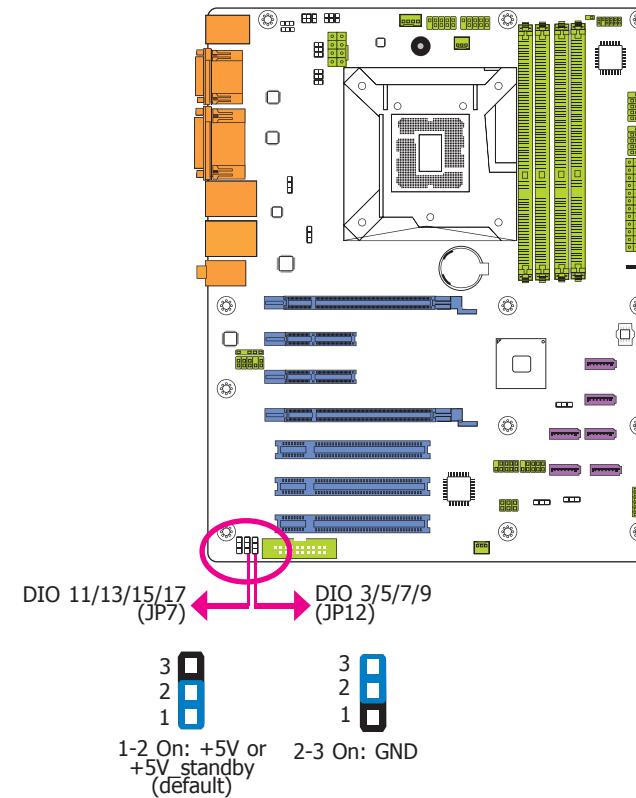 DIO 11/13/15/17
(JP7)
DIO 3/5/7/9
(JP12)
3
2
1
1-2 On: +5V or
+5V_standby
(default)
3
2
1
2-3 On: GND